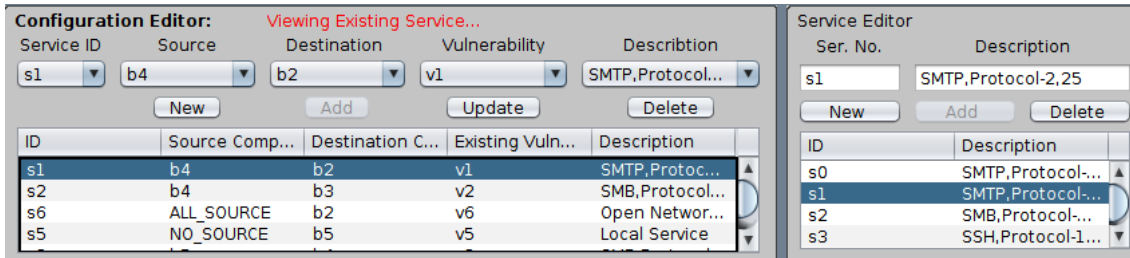 Configuration Editor: Viewing Existing Service...
Service ID Source Destination Vulnerability Describtion
s1 b4 b2 v1 SMTP,Protocol...
New Add Update Delete
ID Source Comp... Destination C... Existing Vuln... Description
s1 b4 b2 v1 SMTP,Protoc...
s2 b4 b3 v2 SMB,Protocol...
s6 ALL_SOURCE b2 v6 Open Networ...
s5 NO_SOURCE b5 v5 Local Service
Service Editor
Ser. No. Description
s1 SMTP,Protocol-2,25
New Add Delete
ID Description
s0 SMTP,Protocol-...
s1 SMTP,Protocol-...
s2 SMB,Protocol-...
s3 SSH,Protocol-1...